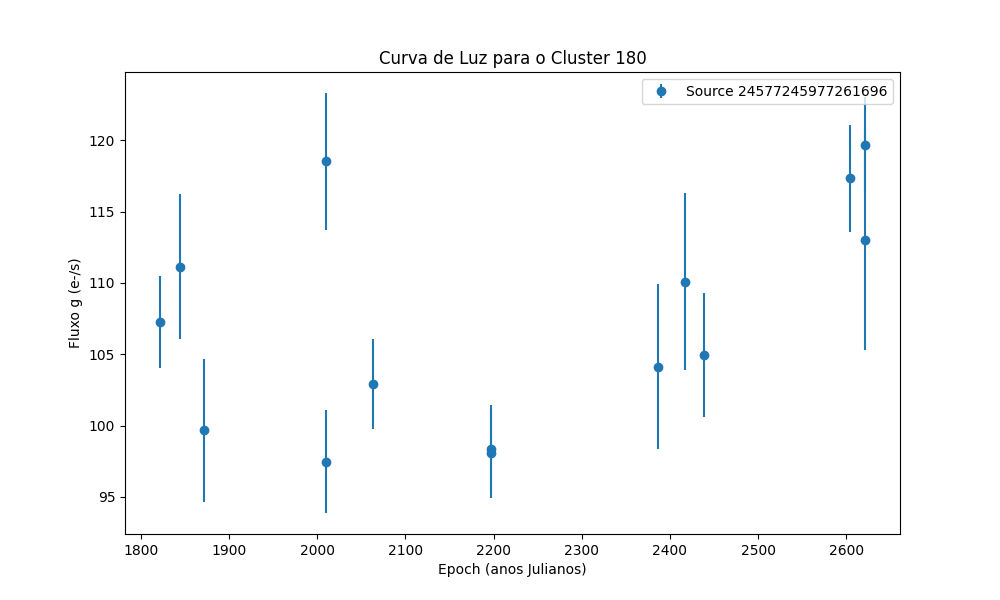 Curva de Luz para o Cluster 180
Source 24577245977261696
Fluxo g (e-/s)
120
115
110
105
100
95
1800 1900 2000 2100 2200 2300 2400 2500 2600
Epoch (anos Julianos)